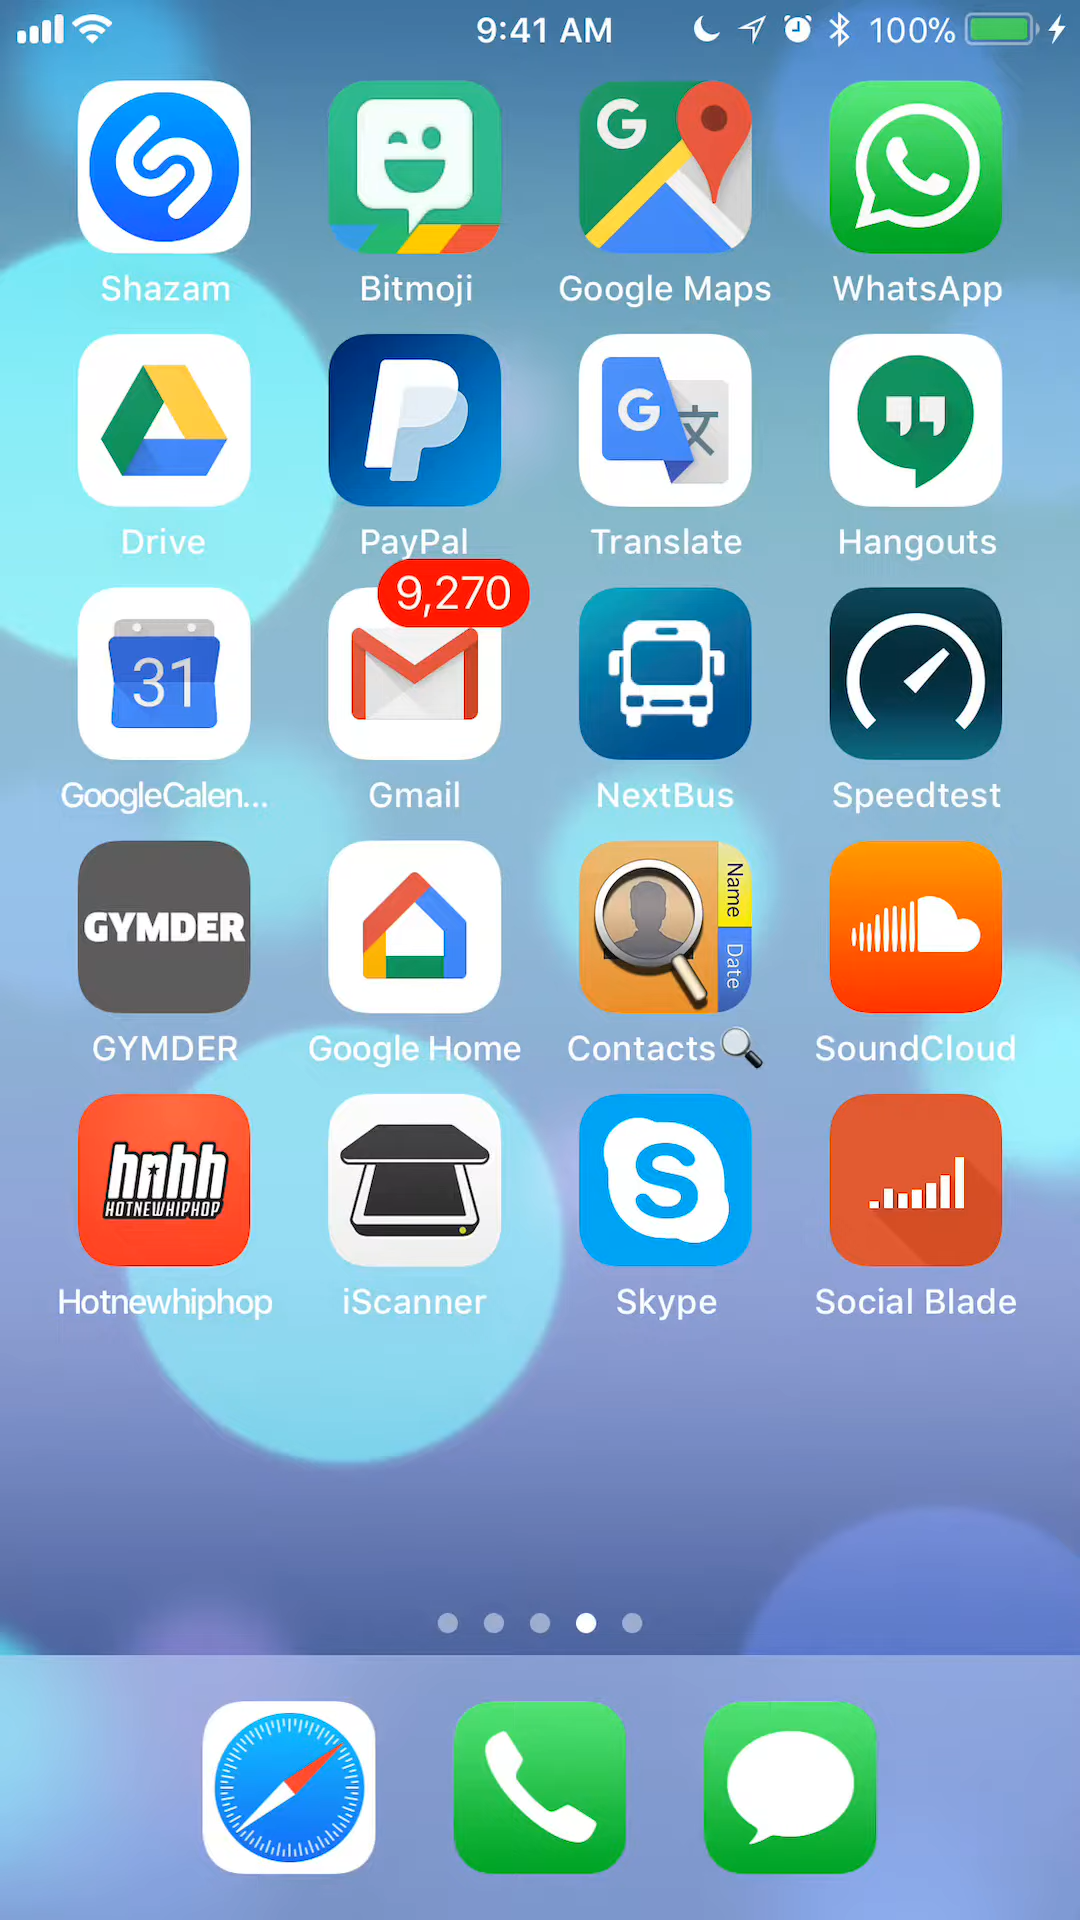 9:41 AM 100%
Shazam Bitmoji Google Maps WhatsApp
Drive PayPal Translate Hangouts
9,270
31
GoogleCalen... Gmail NextBus Speedtest
GYMDER
Name
Date
GYMDER Google Home Contacts🔍 SoundCloud
hnhh
HOTNEWHIPHOP
Hotnewhiphop iScanner Skype Social Blade